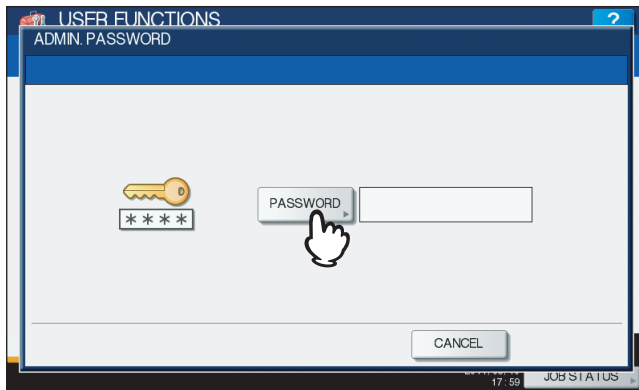 USER FUNCTIONS
?
ADMIN. PASSWORD
PASSWORD
****
CANCEL
17:59
JOB STATUS